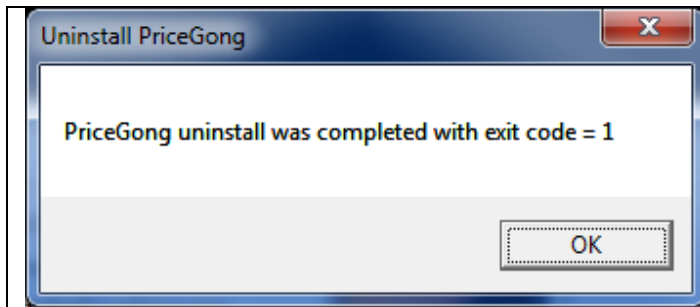 Uninstall PriceGong
PriceGong uninstall was completed with exit code = 1
OK